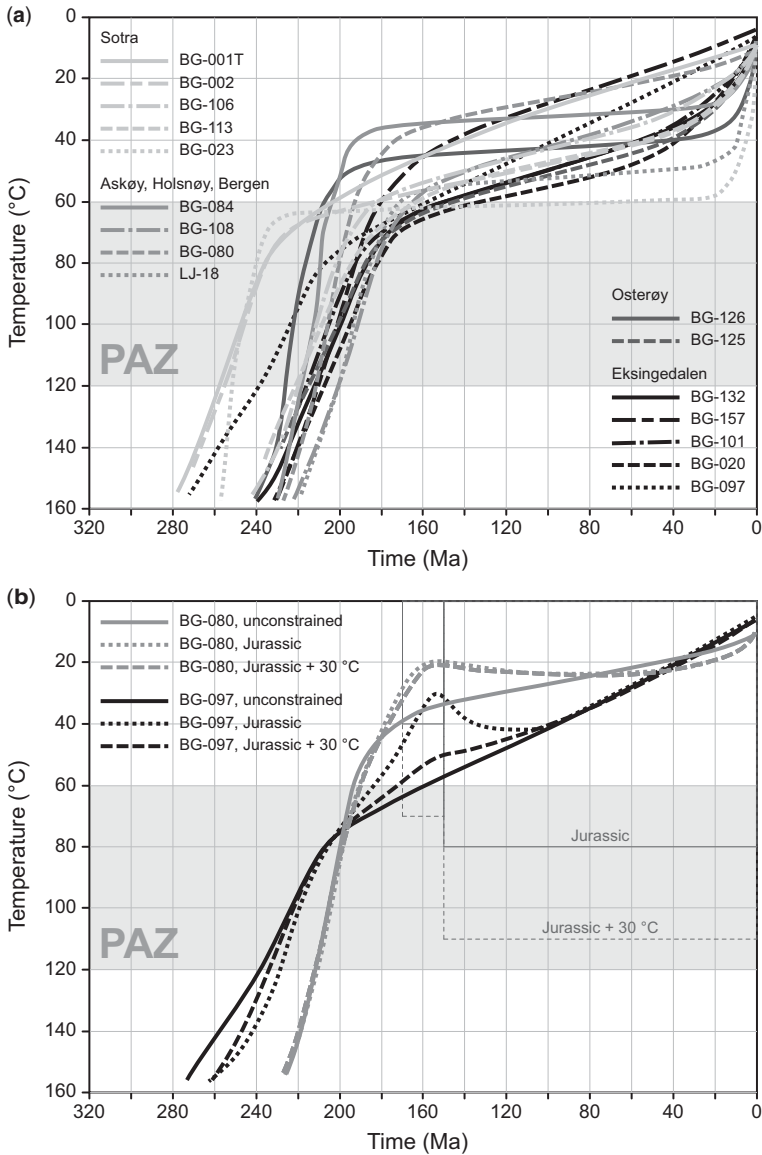 (a)
0
20
40
60
80
100
120
140
160
Temperature (°C)
Sotra
BG-001T
BG-002
BG-106
BG-113
BG-023
Askøy, Holsnøy, Bergen
BG-084
BG-108
BG-080
LJ-18
PAZ
Osterøy
BG-126
BG-125
Eksingedalen
BG-132
BG-157
BG-101
BG-020
BG-097
320 280 240 200 160 120 80 40 0
Time (Ma)
(b)
0
20
40
60
80
100
120
140
160
Temperature (°C)
BG-080, unconstrained
BG-080, Jurassic
BG-080, Jurassic + 30 °C
BG-097, unconstrained
BG-097, Jurassic
BG-097, Jurassic + 30 °C
Jurassic
Jurassic + 30 °C
PAZ
320 280 240 200 160 120 80 40 0
Time (Ma)